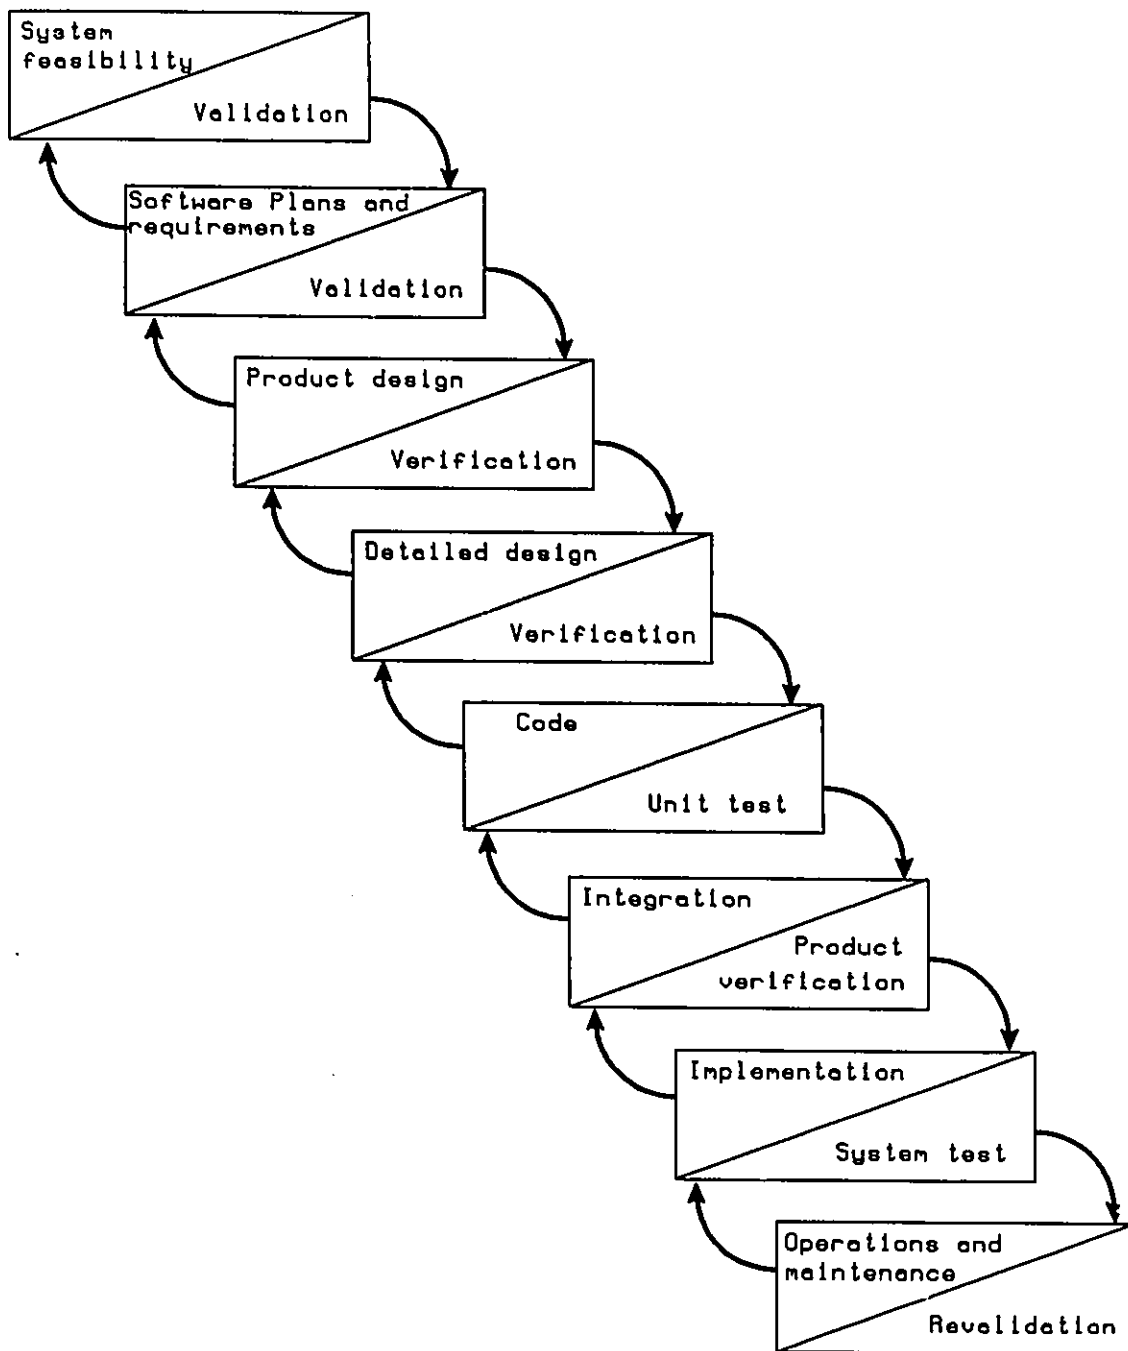 System
feasibility
Validation
Software Plans and
requirements
Validation
Product design
Verification
Detailed design
Verification
Code
Unit test
Integration
Product
verification
Implementation
System test
Operations and
maintenance
Revalidation